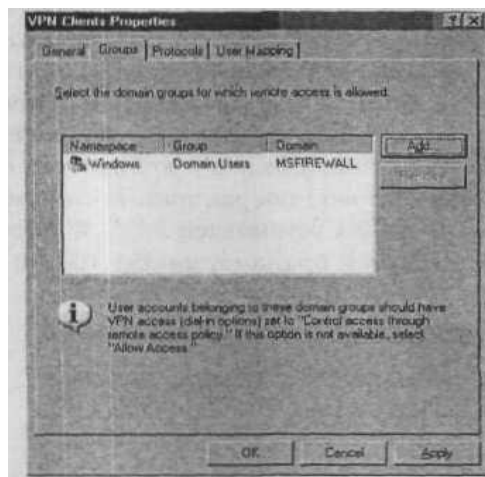 VPN Clients Properties
General Groups Protocols User Mapping
Select the domain groups for which remote access is allowed.
Namespace Group Domain
Windows Domain Users MSFIREWALL
Add...
Remove
User accounts belonging to these domain groups should have
VPN access (dial-in options) set to "Control access through
remote access policy." If this option is not available, select
"Allow Access."
OK Cancel Apply